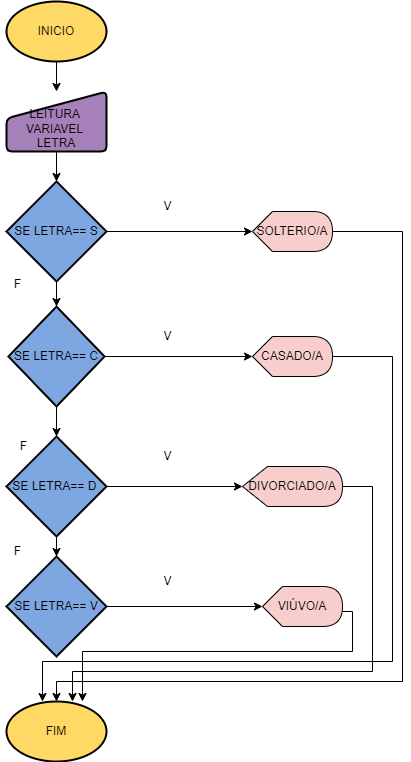 INICIO
LEITURA
VARIAVEL
LETRA
V
SE LETRA== S
SOLTERIO/A
F
V
SE LETRA== C
CASADO/A
F
V
SE LETRA== D
DIVORCIADO/A
F
V
SE LETRA== V
VIÚVO/A
FIM